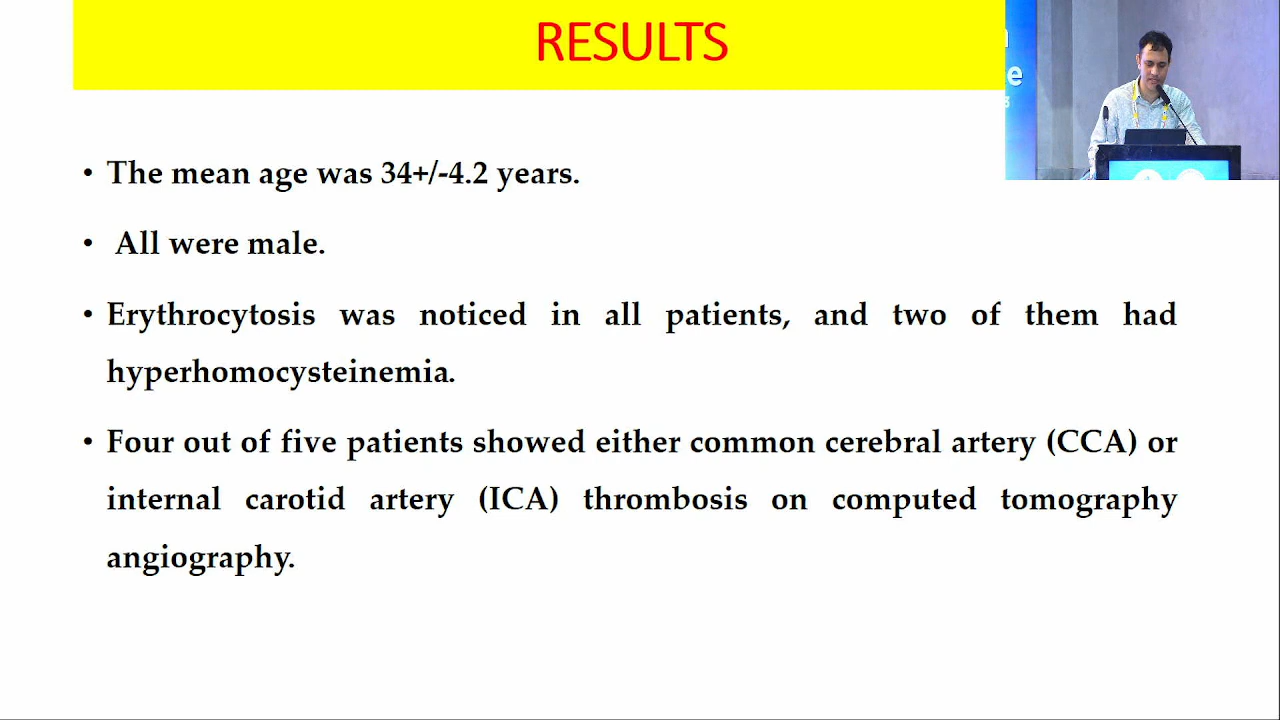 RESULTS
• The mean age was 34+/-4.2 years.
• All were male.
• Erythrocytosis was noticed in all patients, and two of them had
hyperhomocysteinemia.
• Four out of five patients showed either common cerebral artery (CCA) or
internal carotid artery (ICA) thrombosis on computed tomography
angiography.